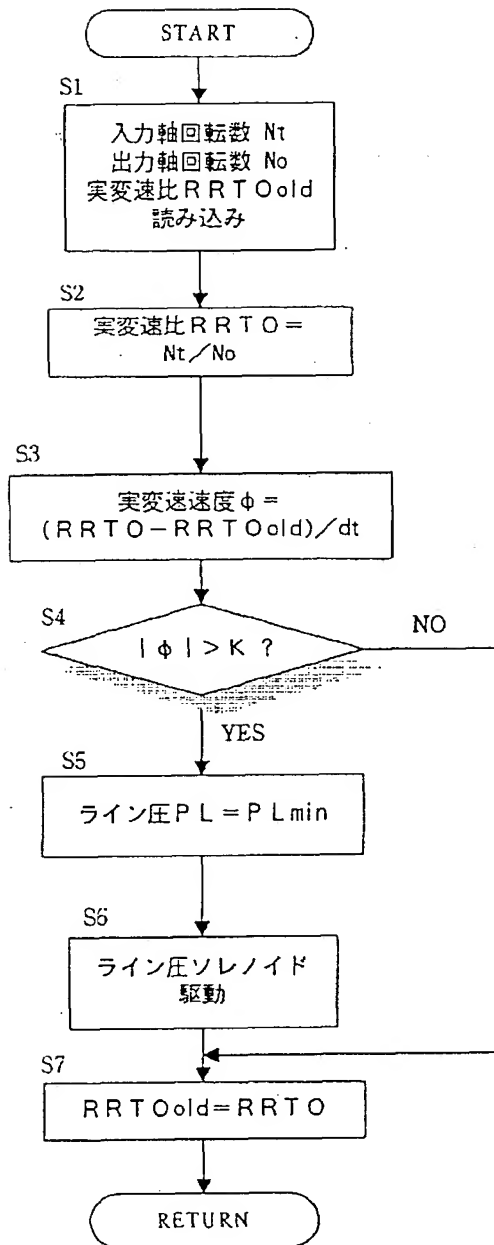 START
S1
入力軸回転数 Nt
出力軸回転数 No
実変速比RRTOold
読み込み
S2
実変速比RRTO＝
Nt／No
S3
実変速速度φ＝
(RRTO－RRTOold)／dt
S4
|φ|＞K？
NO
YES
S5
ライン圧PL＝PLmin
S6
ライン圧ソレノイド
駆動
S7
RRTOold＝RRTO
RETURN